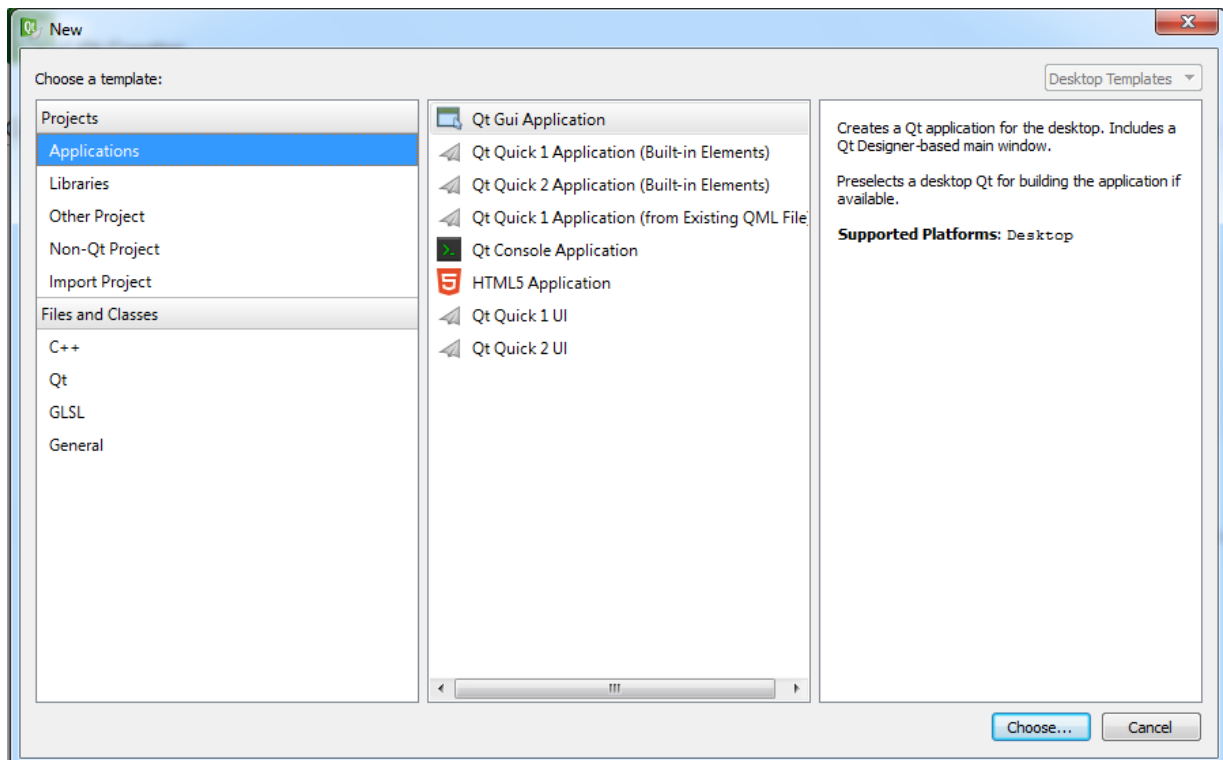 New
Choose a template:
Desktop Templates
Projects
Applications
Libraries
Other Project
Non-Qt Project
Import Project
Files and Classes
C++
Qt
GLSL
General
Qt Gui Application
Qt Quick 1 Application (Built-in Elements)
Qt Quick 2 Application (Built-in Elements)
Qt Quick 1 Application (from Existing QML File
Qt Console Application
HTML5 Application
Qt Quick 1 UI
Qt Quick 2 UI
Creates a Qt application for the desktop. Includes a
Qt Designer-based main window.
Preselects a desktop Qt for building the application if
available.
Supported Platforms: Desktop
Choose...
Cancel